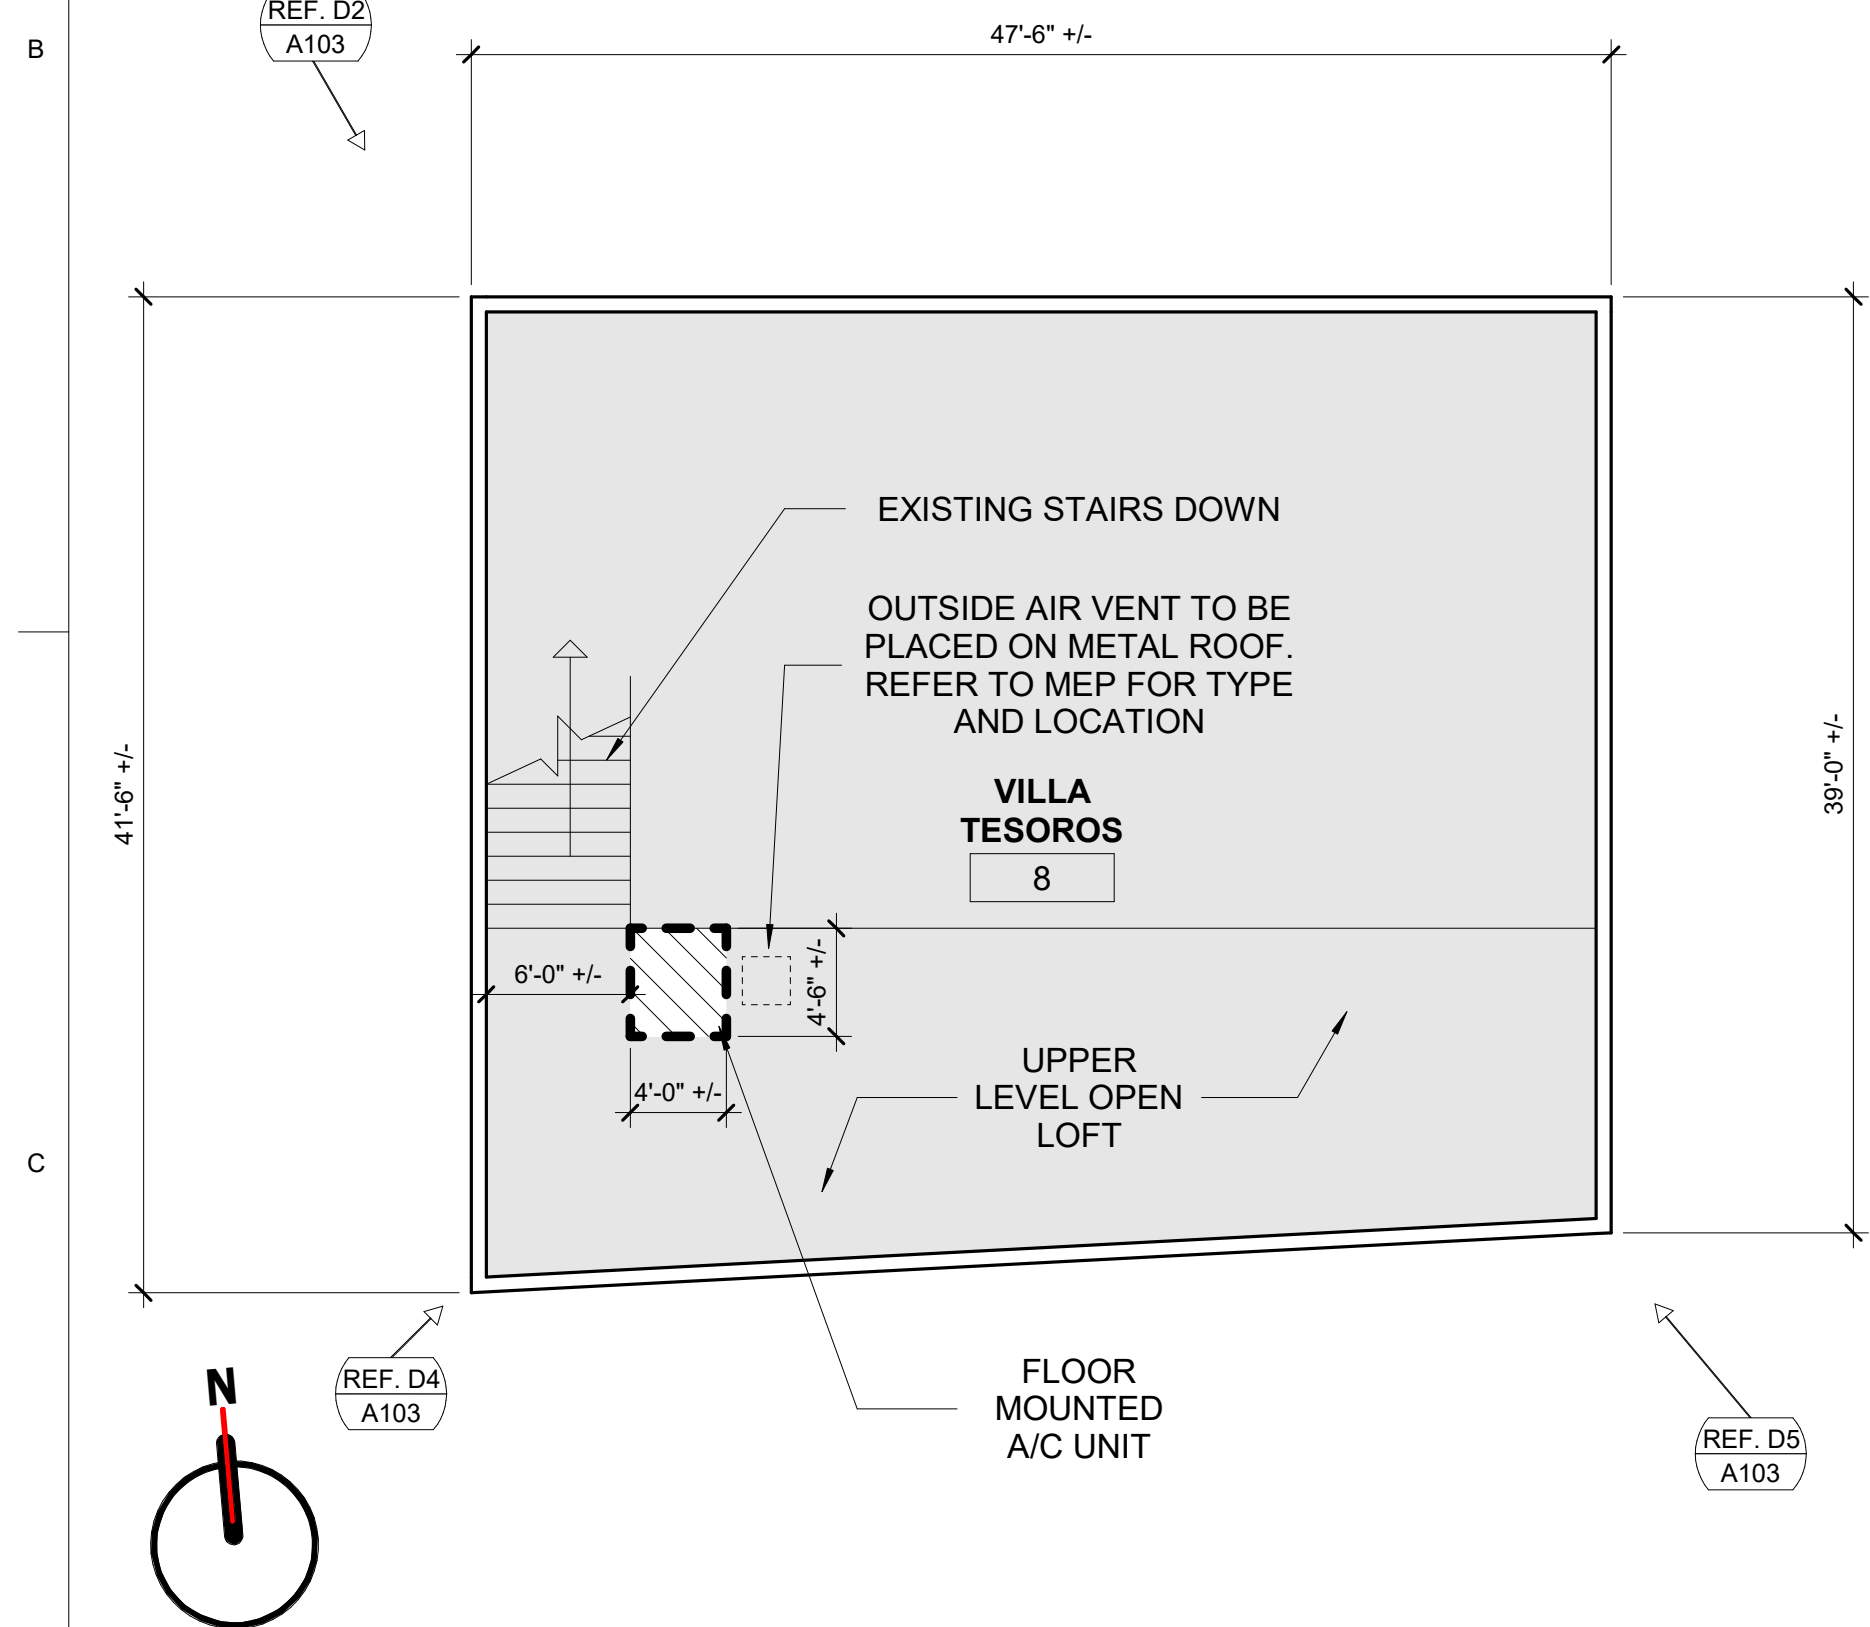 REF. D2
A103
B
47'-6" +/-
EXISTING STAIRS DOWN
OUTSIDE AIR VENT TO BE
PLACED ON METAL ROOF.
REFER TO MEP FOR TYPE
AND LOCATION
41'-6" +/-
39'-0" +/-
VILLA
TESOROS
8
6'-0" +/-
4'-6" +/-
4'-0" +/-
UPPER
LEVEL OPEN
LOFT
C
REF. D4
A103
N
FLOOR
MOUNTED
A/C UNIT
REF. D5
A103